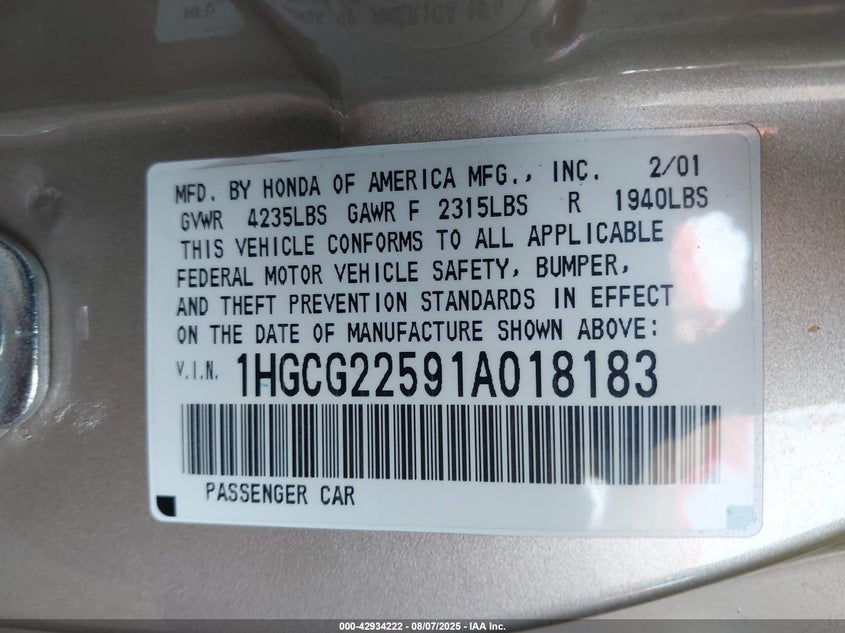 MFD. BY HONDA OF AMERICA MFG., INC. 2/01
GVWR 4235LBS GAWR F 2315LBS R 1940LBS
THIS VEHICLE CONFORMS TO ALL APPLICABLE
FEDERAL MOTOR VEHICLE SAFETY, BUMPER,
AND THEFT PREVENTION STANDARDS IN EFFECT
ON THE DATE OF MANUFACTURE SHOWN ABOVE:
V.I.N. 1HGCG22591A018183
PASSENGER CAR
000-42934222 - 08/07/2025 - IAA Inc.